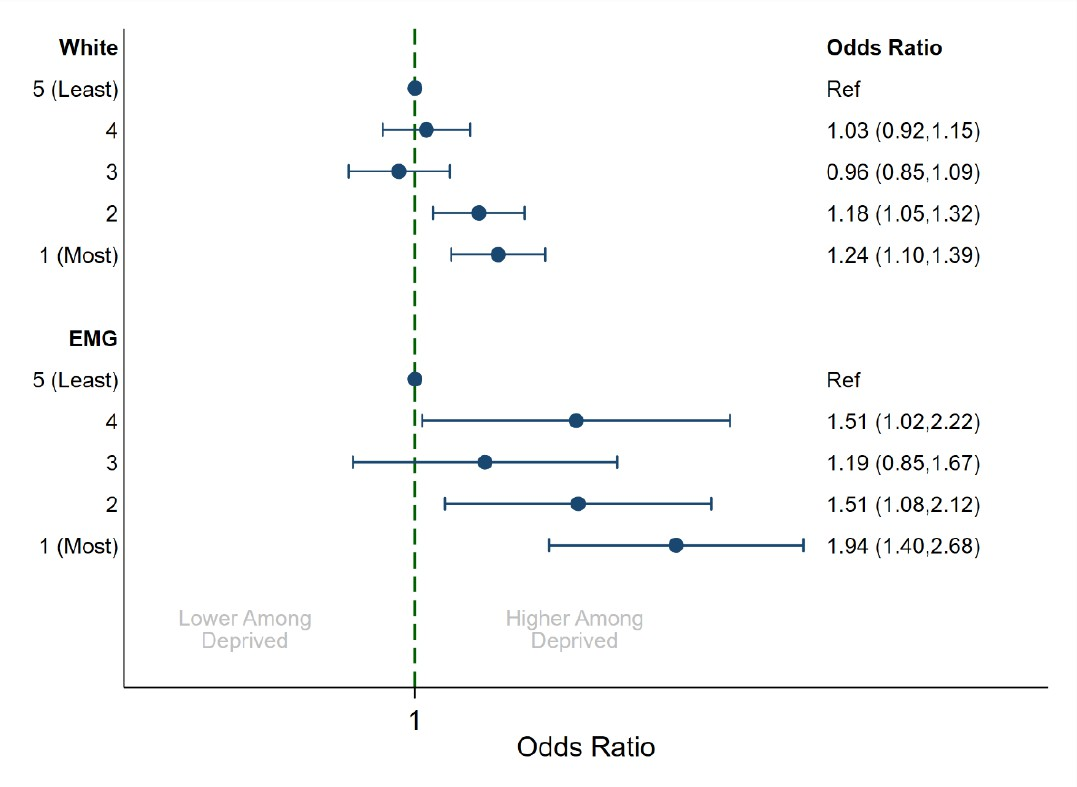 White Odds Ratio
5 (Least) Ref
4 1.03 (0.92,1.15)
3 0.96 (0.85,1.09)
2 1.18 (1.05,1.32)
1 (Most) 1.24 (1.10,1.39)
EMG
5 (Least) Ref
4 1.51 (1.02,2.22)
3 1.19 (0.85,1.67)
2 1.51 (1.08,2.12)
1 (Most) 1.94 (1.40,2.68)
Lower Among Higher Among
Deprived Deprived
1
Odds Ratio